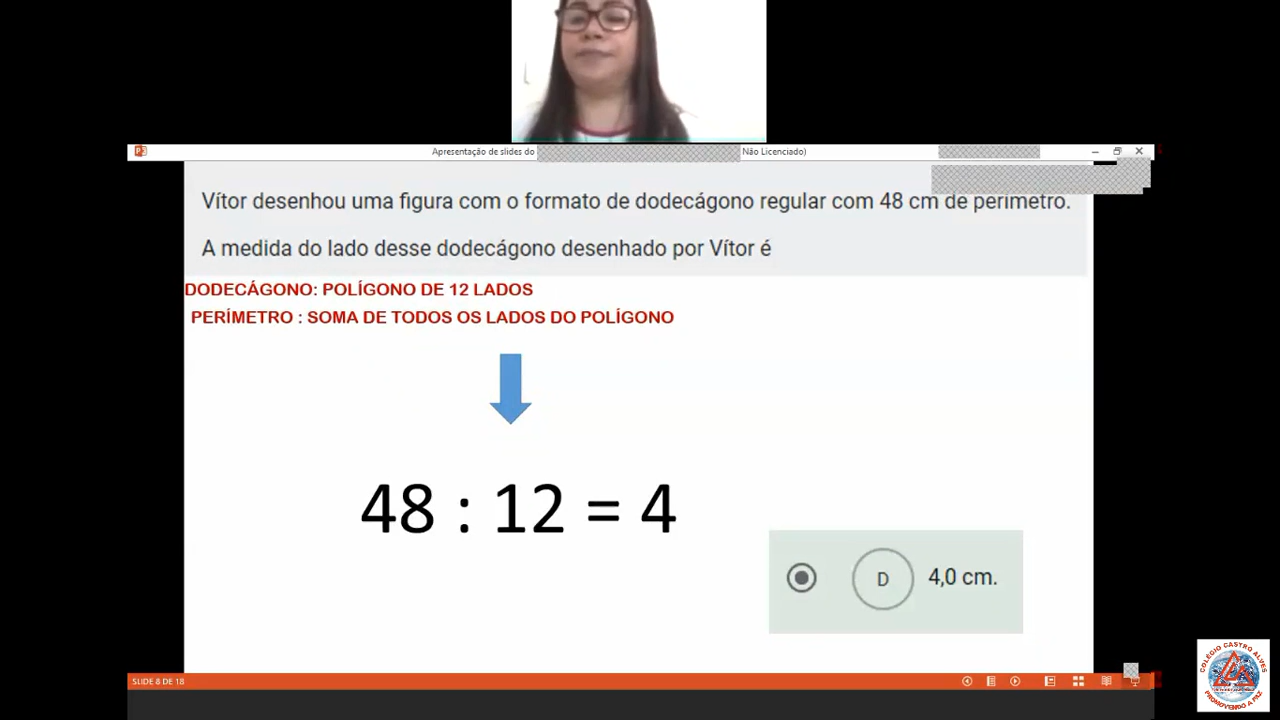 Apresentação de slides do
Não Licenciado)
Vítor desenhou uma figura com o formato de dodecágono regular com 48 cm de perímetro.
A medida do lado desse dodecágono desenhado por Vítor é
DODECÁGONO: POLÍGONO DE 12 LADOS
PERÍMETRO : SOMA DE TODOS OS LADOS DO POLÍGONO
48 : 12 = 4
D 4,0 cm.
SLIDE 8 DE 18
COLÉGIO CASTRO ALVES
PROMOVENDO A PAZ